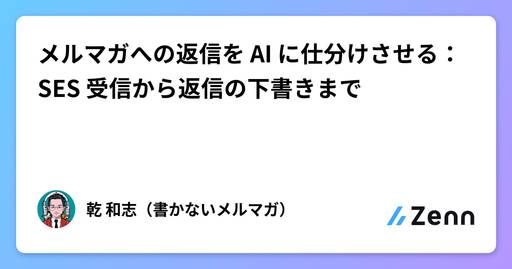 メルマガへの返信を AI に仕分けさせる：
SES 受信から返信の下書きまで
乾 和志（書かないメルマガ）
Zenn